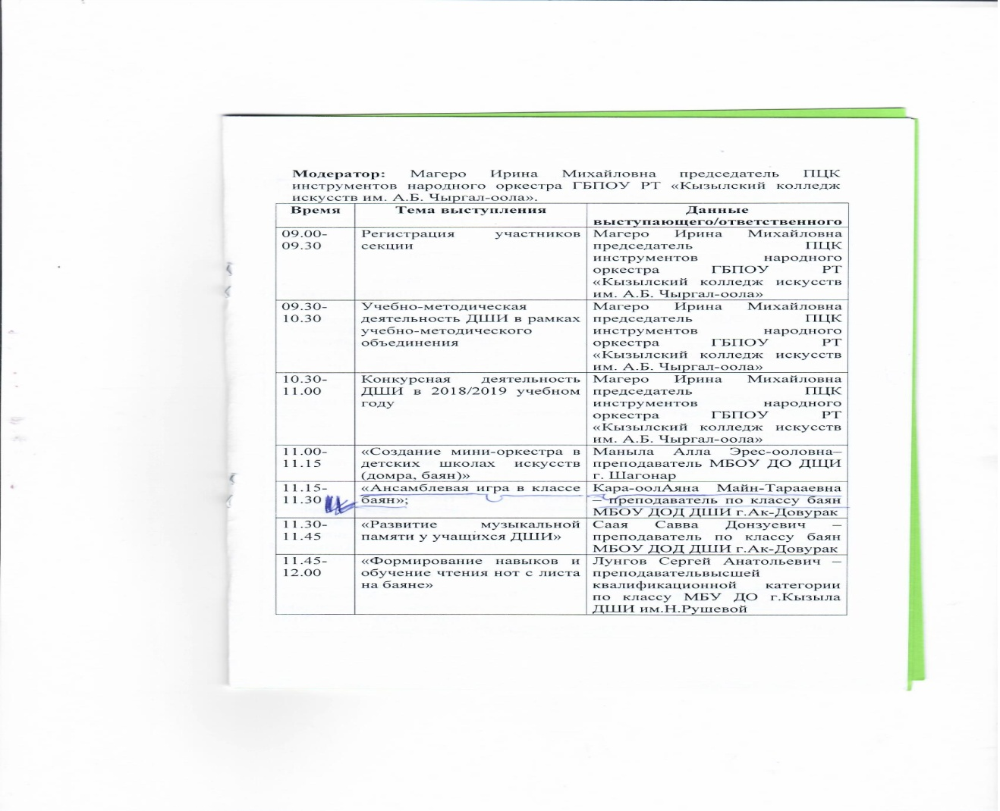 Модератор: Магеро Ирина Михайловна председатель ПЦК
инструментов народного оркестра ГБПОУ РТ «Кызылский колледж
искусств им. А.Б. Чыргал-оола».
Время Тема выступления Данные
выступающего/ответственного
09.00-
09.30
Регистрация участников
секции
Магеро Ирина Михайловна
председатель ПЦК
инструментов народного
оркестра ГБПОУ РТ
«Кызылский колледж искусств
им. А.Б. Чыргал-оола»
09.30-
10.30
Учебно-методическая
деятельность ДШИ в рамках
учебно-методического
объединения
Магеро Ирина Михайловна
председатель ПЦК
инструментов народного
оркестра ГБПОУ РТ
«Кызылский колледж искусств
им. А.Б. Чыргал-оола»
10.30-
11.00
Конкурсная деятельность
ДШИ в 2018/2019 учебном
году
Магеро Ирина Михайловна
председатель ПЦК
инструментов народного
оркестра ГБПОУ РТ
«Кызылский колледж искусств
им. А.Б. Чыргал-оола»
11.00-
11.15
«Создание мини-оркестра в
детских школах искусств
(домра, баян)»
Маныла Алла Эрес-ооловна–
преподаватель МБОУ ДО ДШИ
г. Шагонар
11.15-
11.30
«Ансамблевая игра в классе
баян»;
Кара-оолАяна Майн-Тарааевна
– преподаватель по классу баян
МБОУ ДОД ДШИ г.Ак-Довурак
11.30-
11.45
«Развитие музыкальной
памяти у учащихся ДШИ»
Саая Савва Донзуевич –
преподаватель по классу баян
МБОУ ДОД ДШИ г.Ак-Довурак
11.45-
12.00
«Формирование навыков и
обучение чтения нот с листа
на баяне»
Лунгов Сергей Анатольевич –
преподавательвысшей
квалификационной категории
по классу МБУ ДО г.Кызыла
ДШИ им.Н.Рушевой